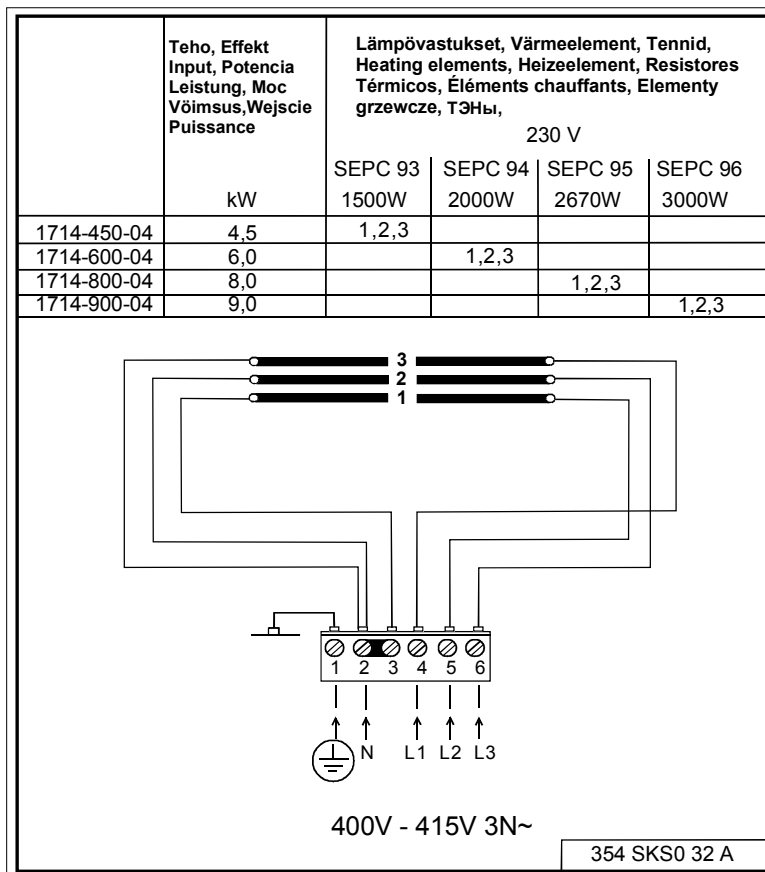 Teho, Effekt
Input, Potencia
Leistung, Moc
Võimsus,Wejscie
Puissance
kW
Lämpövastukset, Värmeelement, Tennid,
Heating elements, Heizeelement, Resistores
Térmicos, Éléments chauffants, Elementy
grzewcze, ТЭНы,
230 V
SEPC 93 SEPC 94 SEPC 95 SEPC 96
1500W 2000W 2670W 3000W
1714-450-04 4,5 1,2,3
1714-600-04 6,0 1,2,3
1714-800-04 8,0 1,2,3
1714-900-04 9,0 1,2,3
3
2
1
1 2 3 4 5 6
N L1 L2 L3
400V - 415V 3N~
354 SKS0 32 A